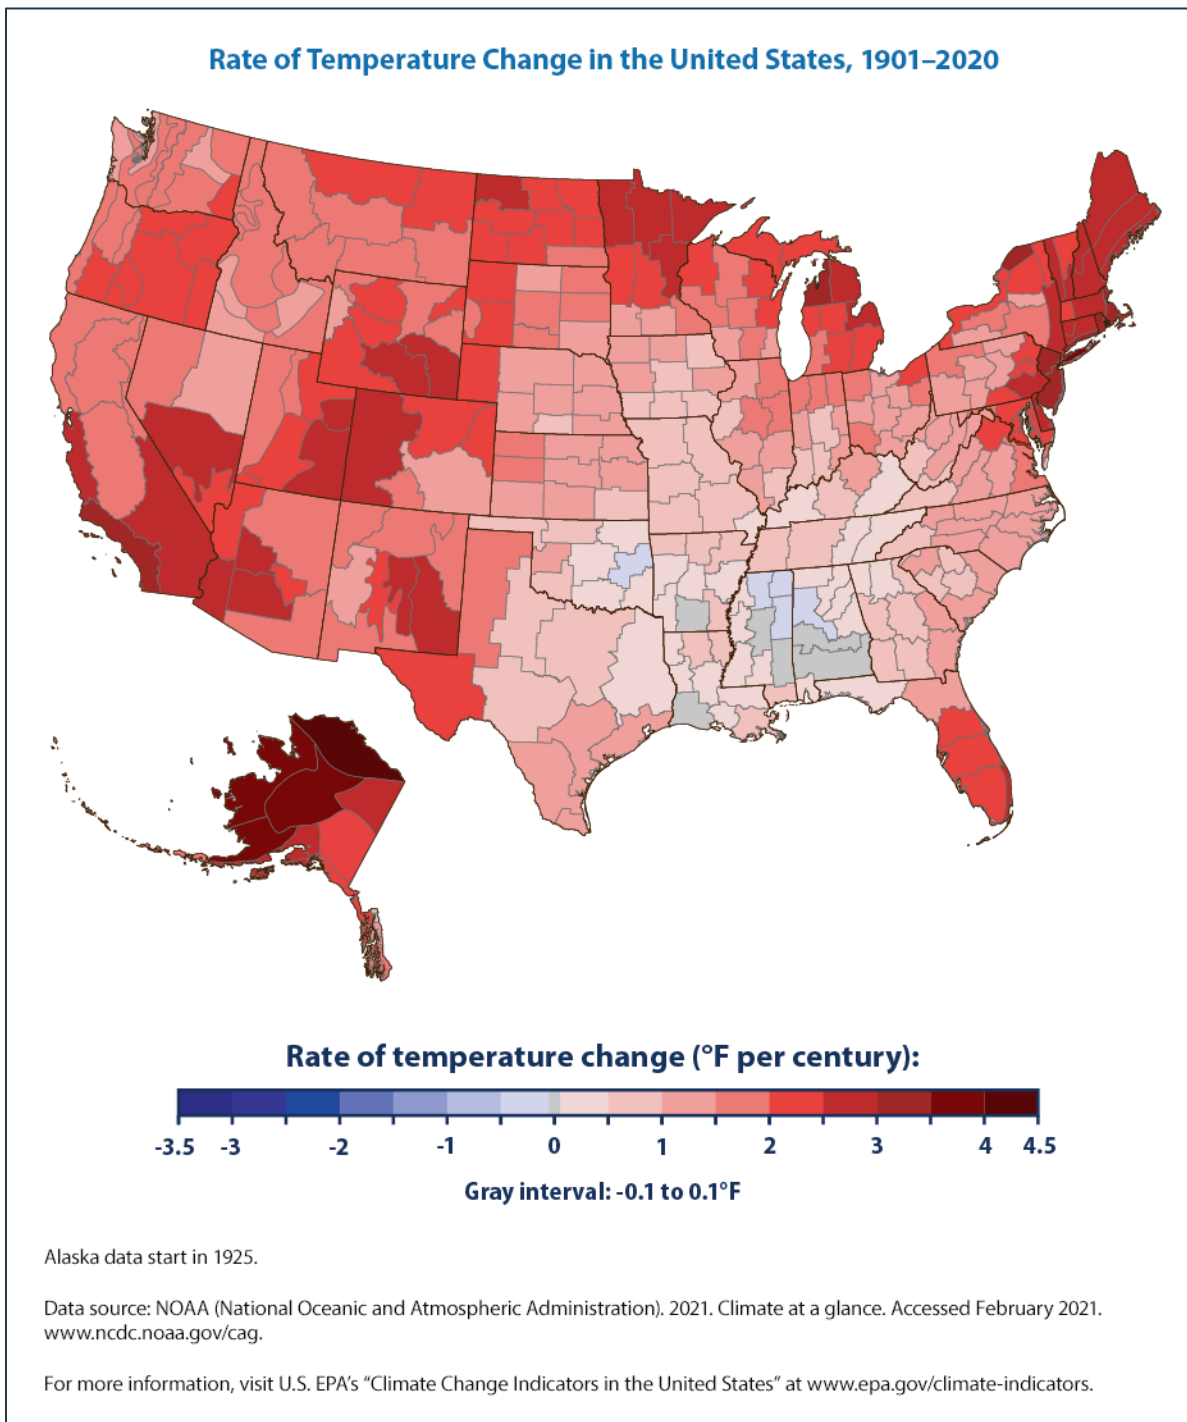 Rate of Temperature Change in the United States, 1901–2020
Rate of temperature change (°F per century):
-3.5 -3 -2 -1 0 1 2 3 4 4.5
Gray interval: -0.1 to 0.1°F
Alaska data start in 1925.
Data source: NOAA (National Oceanic and Atmospheric Administration). 2021. Climate at a glance. Accessed February 2021.
www.ncdc.noaa.gov/cag.
For more information, visit U.S. EPA’s “Climate Change Indicators in the United States” at www.epa.gov/climate-indicators.